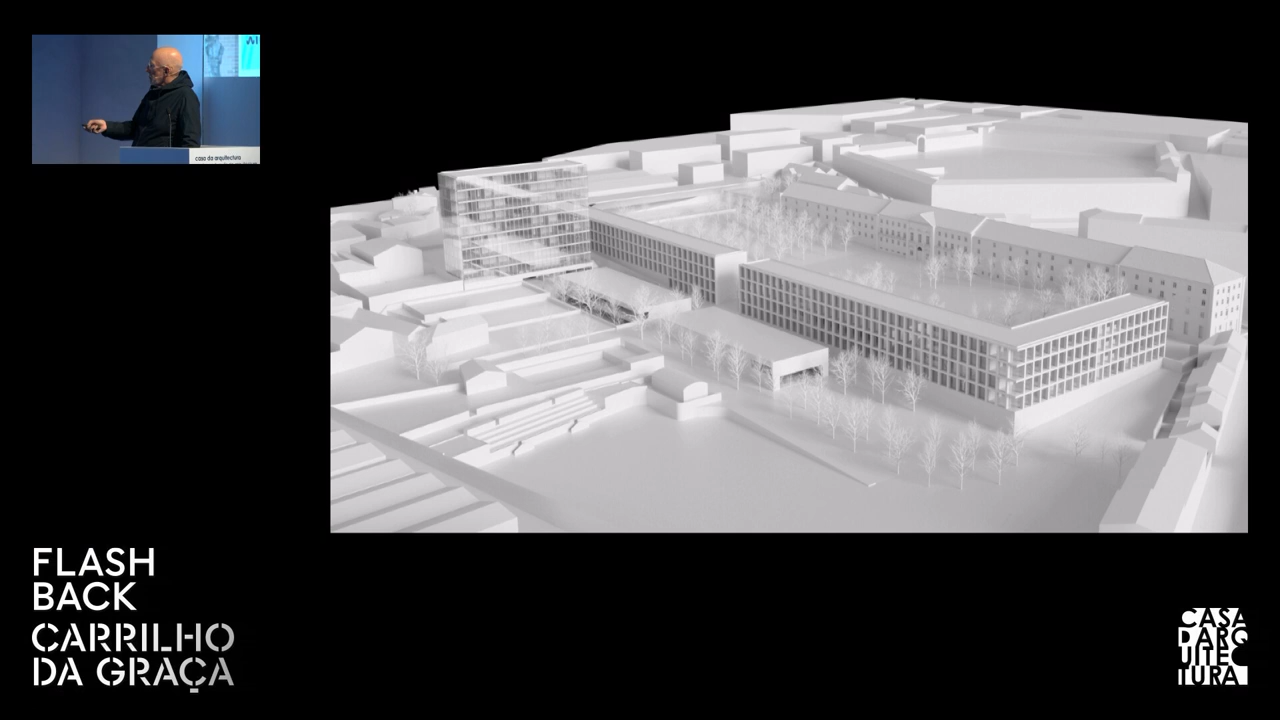 casa da arquitectura
FLASH
BACK
CARRILHO
DA GRAÇA
CASA
DARQ
UITEC
TURA